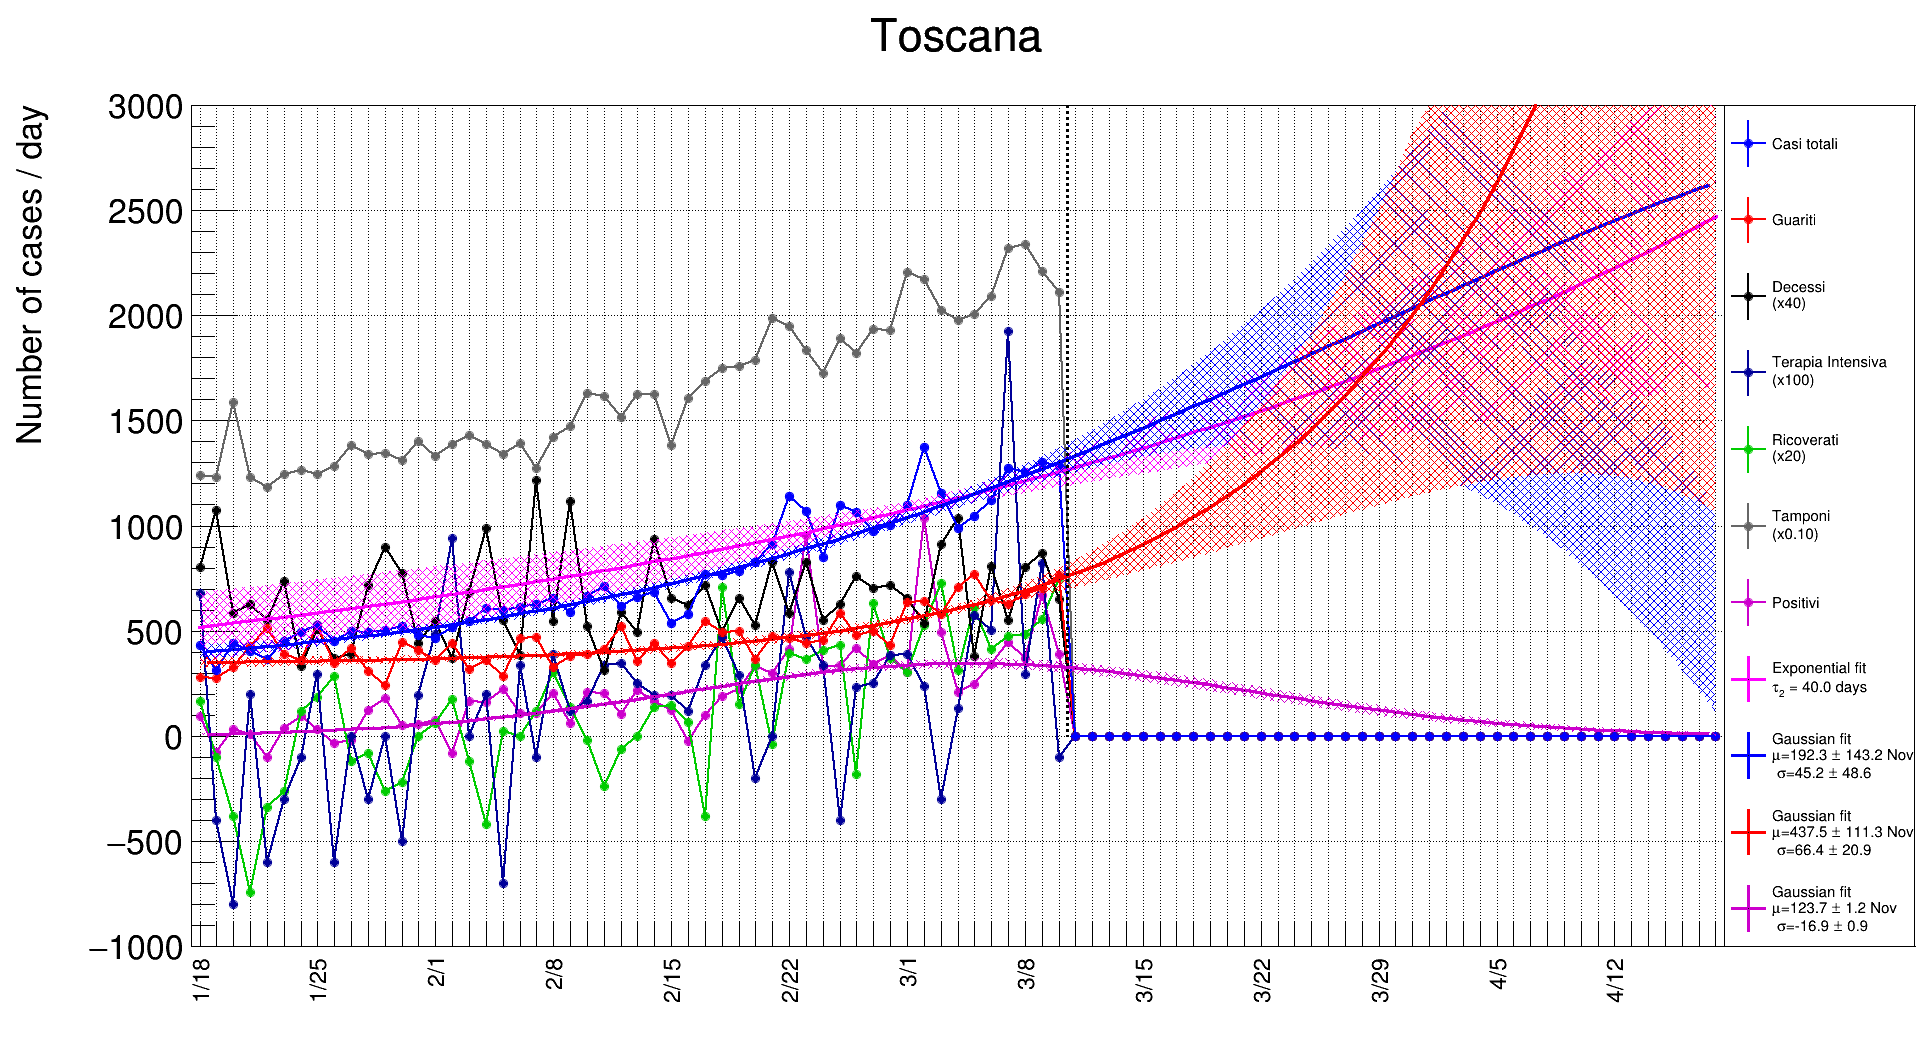 Toscana
Number of cases / day
3000
2500
2000
1500
1000
500
0
−500
−1000
1/18
1/25
2/1
2/8
2/15
2/22
3/1
3/8
3/15
3/22
3/29
4/5
4/12
Casi totali
Guariti
Decessi
(x40)
Terapia Intensiva
(x100)
Ricoverati
(x20)
Tamponi
(x0.10)
Positivi
Exponential fit
τ2 = 40.0 days
Gaussian fit
μ=192.3 ± 143.2 Nov
σ=45.2 ± 48.6
Gaussian fit
μ=437.5 ± 111.3 Nov
σ=66.4 ± 20.9
Gaussian fit
μ=123.7 ± 1.2 Nov
σ=-16.9 ± 0.9